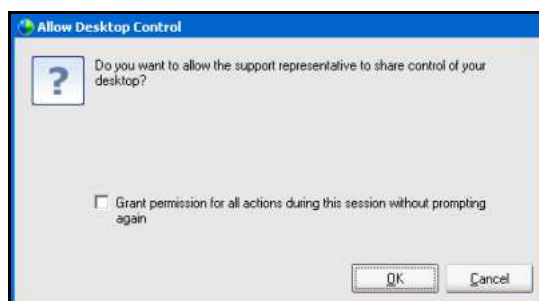 Allow Desktop Control
Do you want to allow the support representative to share control of your
desktop?
Grant permission for all actions during this session without prompting
again
OK
Cancel